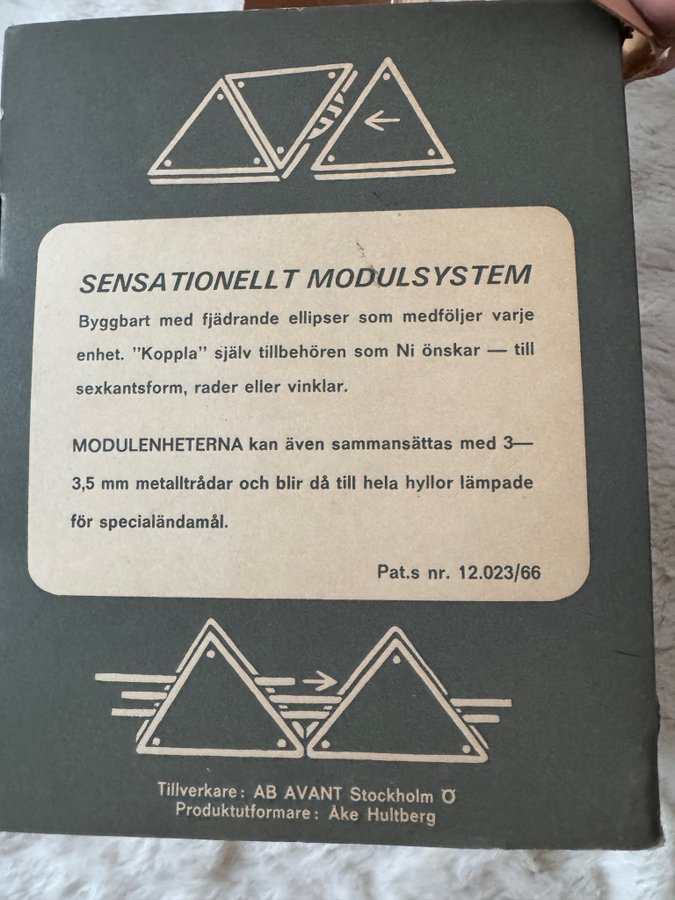 SENSATIONELLT MODULSYSTEM
Byggbart med fjädrande ellipser som medföljer varje
enhet. "Koppla" själv tillbehören som Ni önskar — till
sexkantsform, rader eller vinklar.
MODULENHETERNA kan även sammansättas med 3—
3,5 mm metalltrådar och blir då till hela hyllor lämpade
för specialändamål.
Pat.s nr. 12.023/66
Tillverkare: AB AVANT Stockholm Ö
Produktutformare: Åke Hultberg